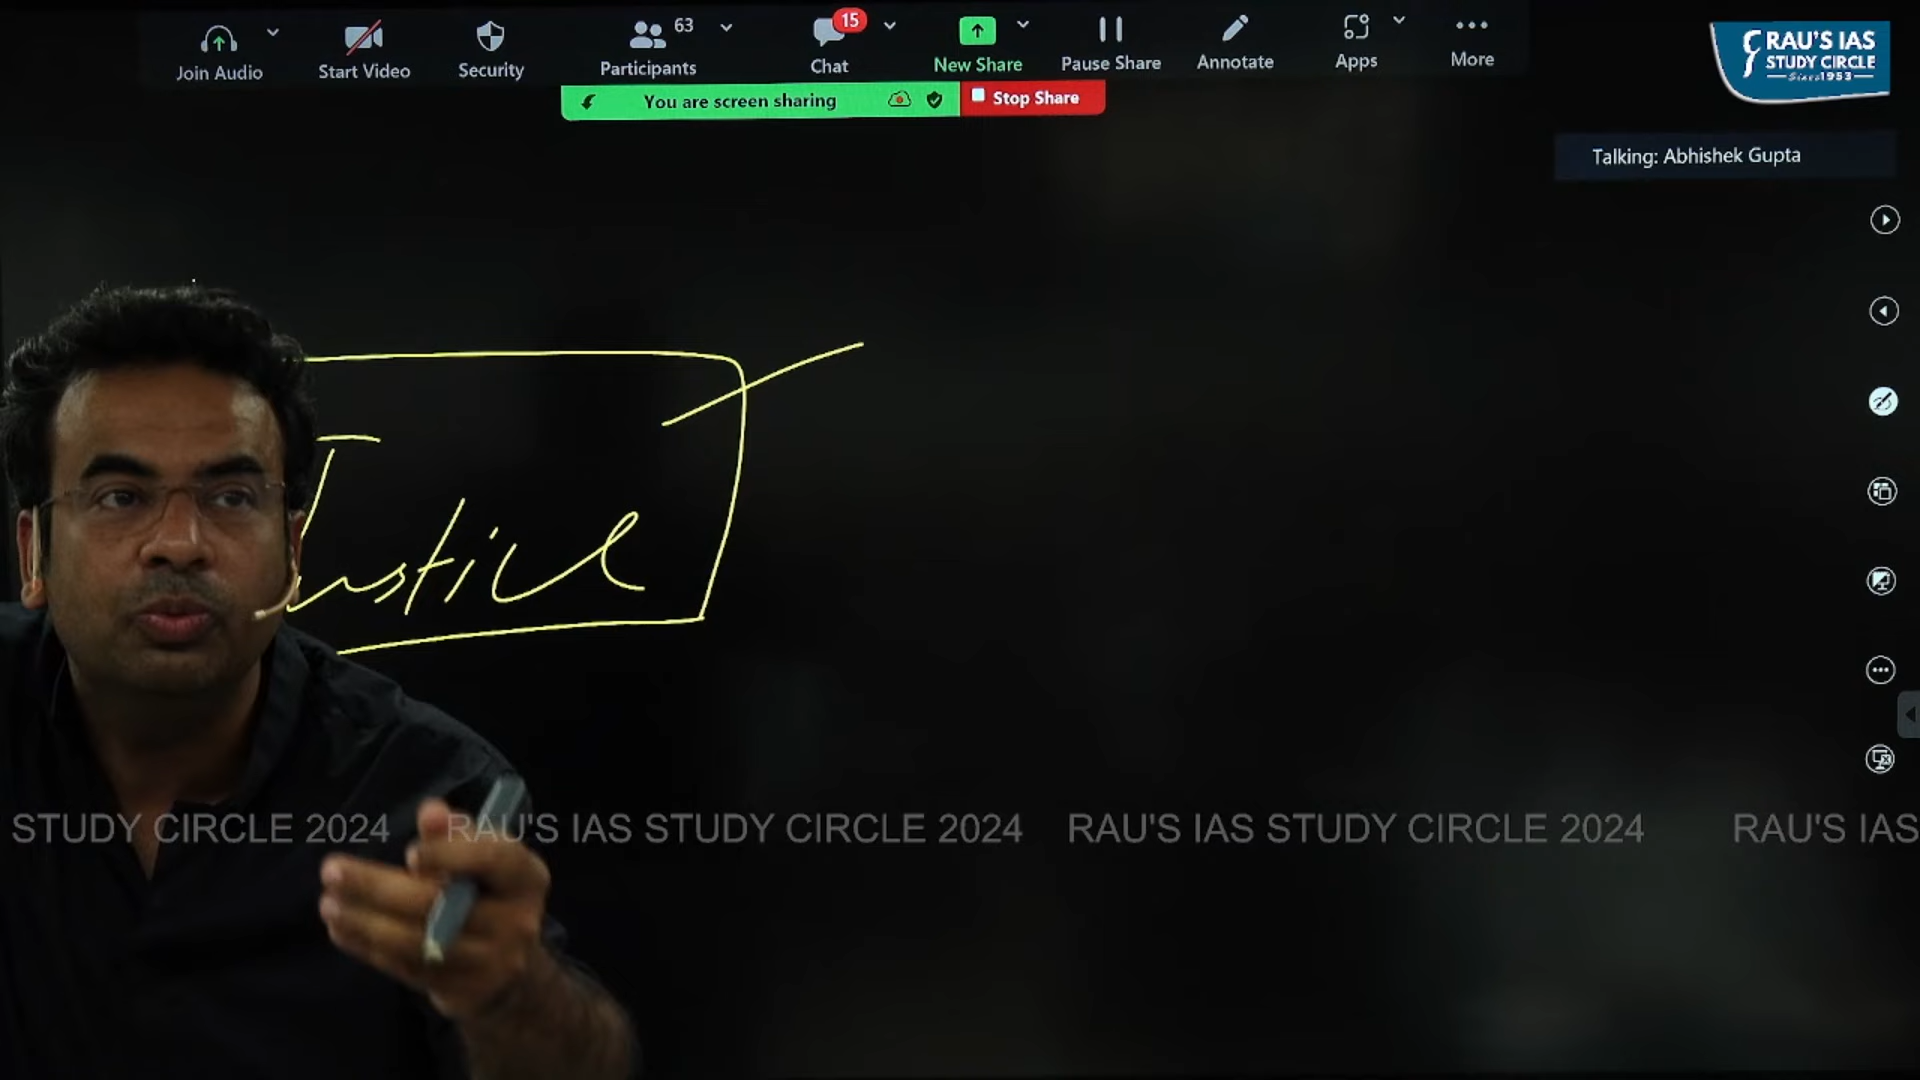 Join Audio
Start Video
Security
Participants
63
Chat
15
New Share
Pause Share
Annotate
Apps
More
You are screen sharing
Stop Share
RAU'S IAS
STUDY CIRCLE
Since 1953
Talking: Abhishek Gupta
Justice
STUDY CIRCLE 2024 RAU'S IAS STUDY CIRCLE 2024 RAU'S IAS STUDY CIRCLE 2024 RAU'S IAS